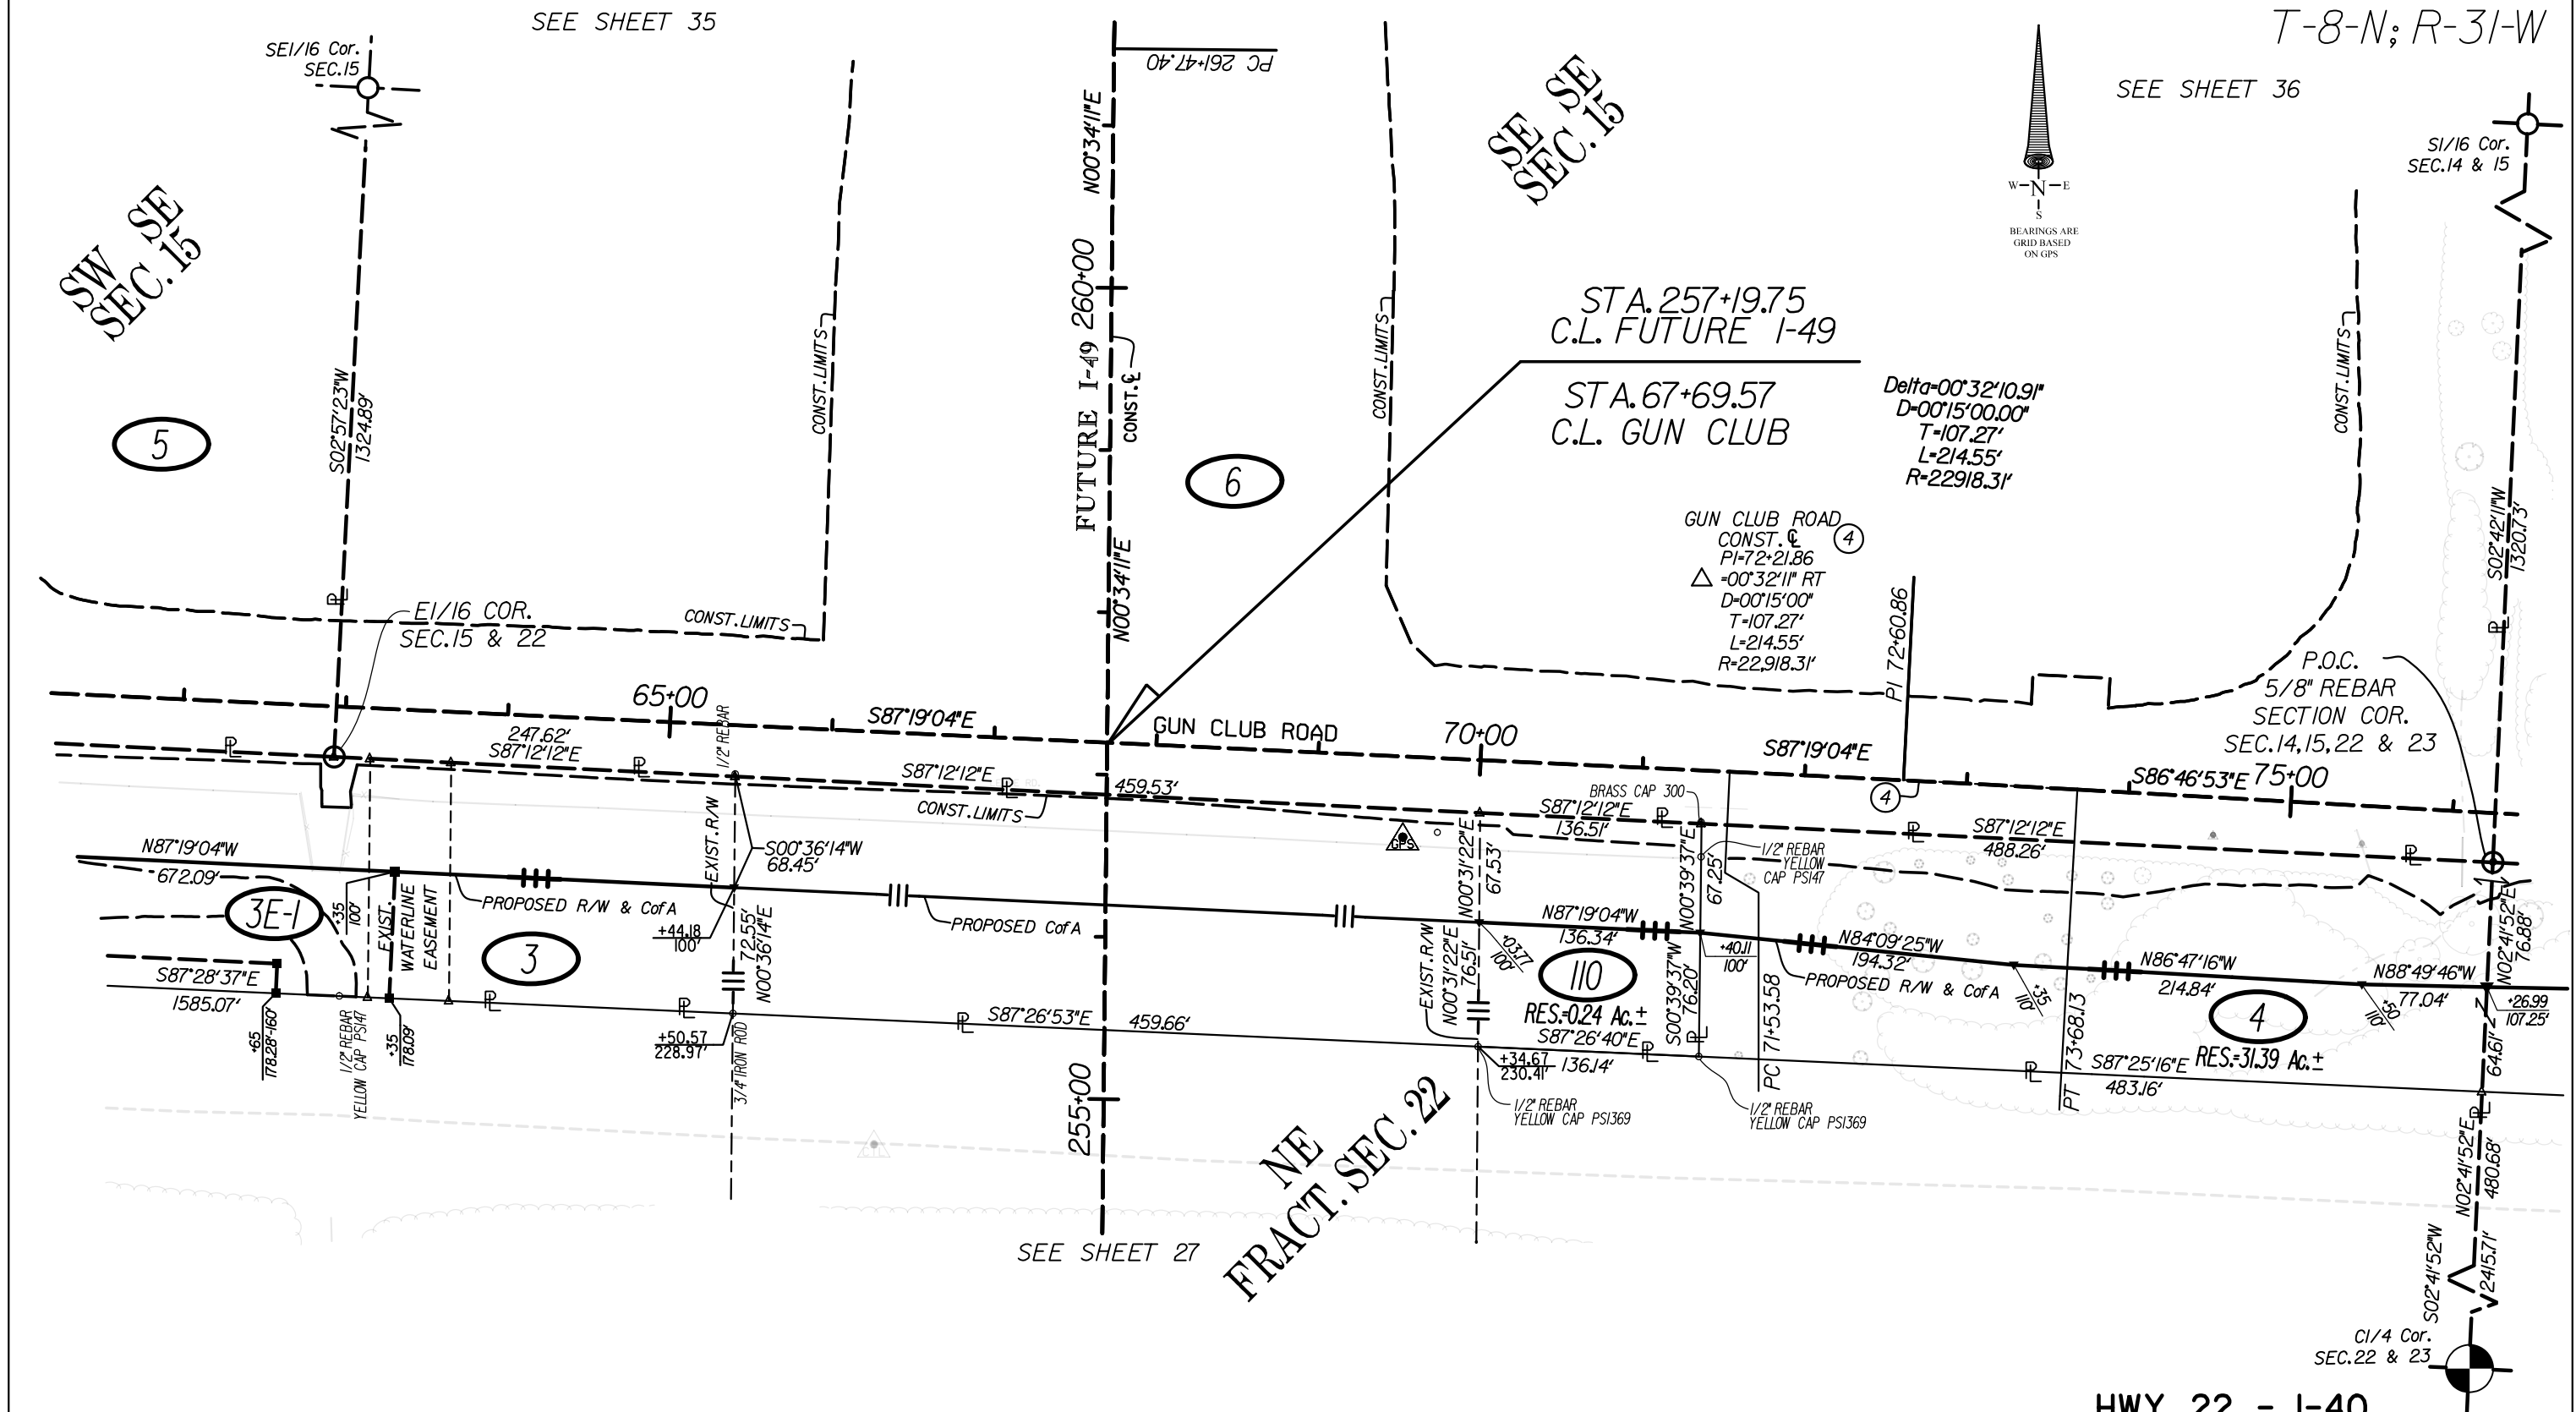 SEE SHEET 35
T-8-N; R-31-W
SE1/16 Cor.
SEC.15
PC 261+47.40
SEE SHEET 36
S1/16 Cor.
SEC.14 & 15
SW SE
SEC. 15
SE SE
SEC. 15
W N E
S
BEARINGS ARE
GRID BASED
ON GPS
N00°34'11"E
FUTURE I-49 260+00
CONST. ℄
CONST. LIMITS
CONST. LIMITS
CONST. LIMITS
STA. 257+19.75
C.L. FUTURE I-49
STA. 67+69.57
C.L. GUN CLUB
Delta=00°32'10.91"
D=00°15'00.00"
T=107.27'
L=214.55'
R=22918.31'
5
6
S02°57'23"W
1324.89'
GUN CLUB ROAD
CONST. ℄ 4
PI=72+21.86
△ =00°32'11" RT
D=00°15'00"
T=107.27'
L=214.55'
R=22,918.31'
S02°42'11"W
1320.73'
N00°34'11"E
E1/16 COR.
SEC.15 & 22
CONST. LIMITS
PI 72+60.86
P.O.C.
5/8" REBAR
SECTION COR.
SEC.14,15,22 & 23
65+00
S87°19'04"E
GUN CLUB ROAD
70+00
S87°19'04"E
S86°46'53"E
75+00
247.62'
S87°12'12"E
1/2" REBAR
S87°12'12"E
459.53'
CONST. LIMITS
BRASS CAP 300
S87°12'12"E
136.51'
4
S87°12'12"E
488.26'
GPS
1/2" REBAR
YELLOW
CAP PS147
N87°19'04"W
672.09'
EXIST. R/W
S00°36'14"W
68.45'
N00°31'22"E
67.53'
N00°39'37"E
67.25'
3E-1
+35
100'
EXIST.
WATERLINE
EASEMENT
PROPOSED R/W & CofA
PROPOSED CofA
N87°19'04"W
136.34'
N84°09'25"W
194.32'
N86°47'16"W
214.84'
N88°49'46"W
77.04'
N02°41'52"E
76.88'
3
+44.18
100'
72.55'
N00°36'14"E
EXIST. R/W
N00°31'22"E
76.51'
+03.77
100'
110
RES.=0.24 Ac.±
S00°39'37"W
76.20'
+40.11
100'
PROPOSED R/W & CofA
+35
110'
+50
110'
4
RES.=31.39 Ac.±
+26.99
107.25'
S87°28'37"E
1585.07'
+65
178.28'-160'
1/2" REBAR
YELLOW CAP PS147
+35
178.09'
+50.57
228.97'
3/4" IRON ROD
S87°26'53"E
459.66'
S87°26'40"E
136.14'
+34.67
230.41'
PC 71+53.58
PT 73+68.13
S87°25'16"E
483.16'
64.61'
1/2" REBAR
YELLOW CAP PS1369
1/2" REBAR
YELLOW CAP PS1369
255+00
NE
FRACT. SEC. 22
N02°41'52"E
480.68'
SEE SHEET 27
S02°41'52"W
2415.71'
C1/4 Cor.
SEC.22 & 23
HWY 22 - I-40